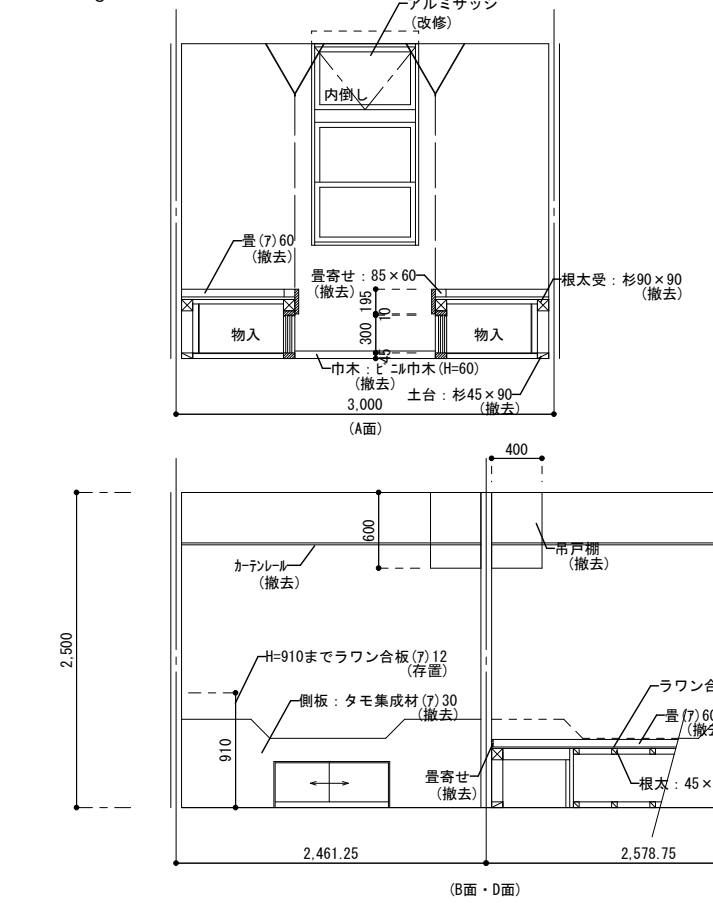 アルミサッシ
(改修)
内倒し
畳(ｱ)60
(撤去)
畳寄せ：85×60
(撤去)
195
10
300
45
根太受：杉90×90
(撤去)
物入
物入
巾木：ﾋﾞﾆﾙ巾木(H=60)
(撤去)
土台：杉45×90
(撤去)
3,000
(A面)
400
600
吊戸棚
(撤去)
ｶｰﾃﾝﾚｰﾙ
(撤去)
2,500
H=910までラワン合板(ｱ)12
(存置)
側板：タモ集成材(ｱ)30
(撤去)
910
ラワン合
畳(ｱ)60
(撤
畳寄せ
(撤去)
根太：45×
2,461.25
2,578.75
(B面・D面)